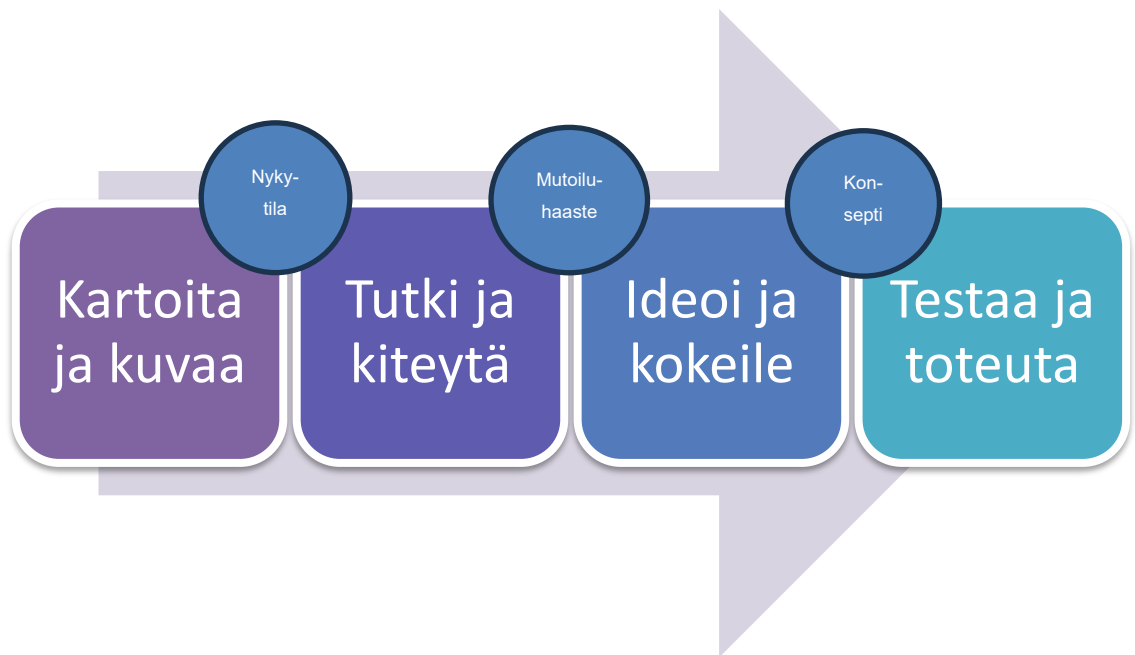 Nyky-
tila
Mutoilu-
haaste
Kon-
septi
Kartoita
ja kuvaa
Tutki ja
kiteytä
Ideoi ja
kokeile
Testaa ja
toteuta